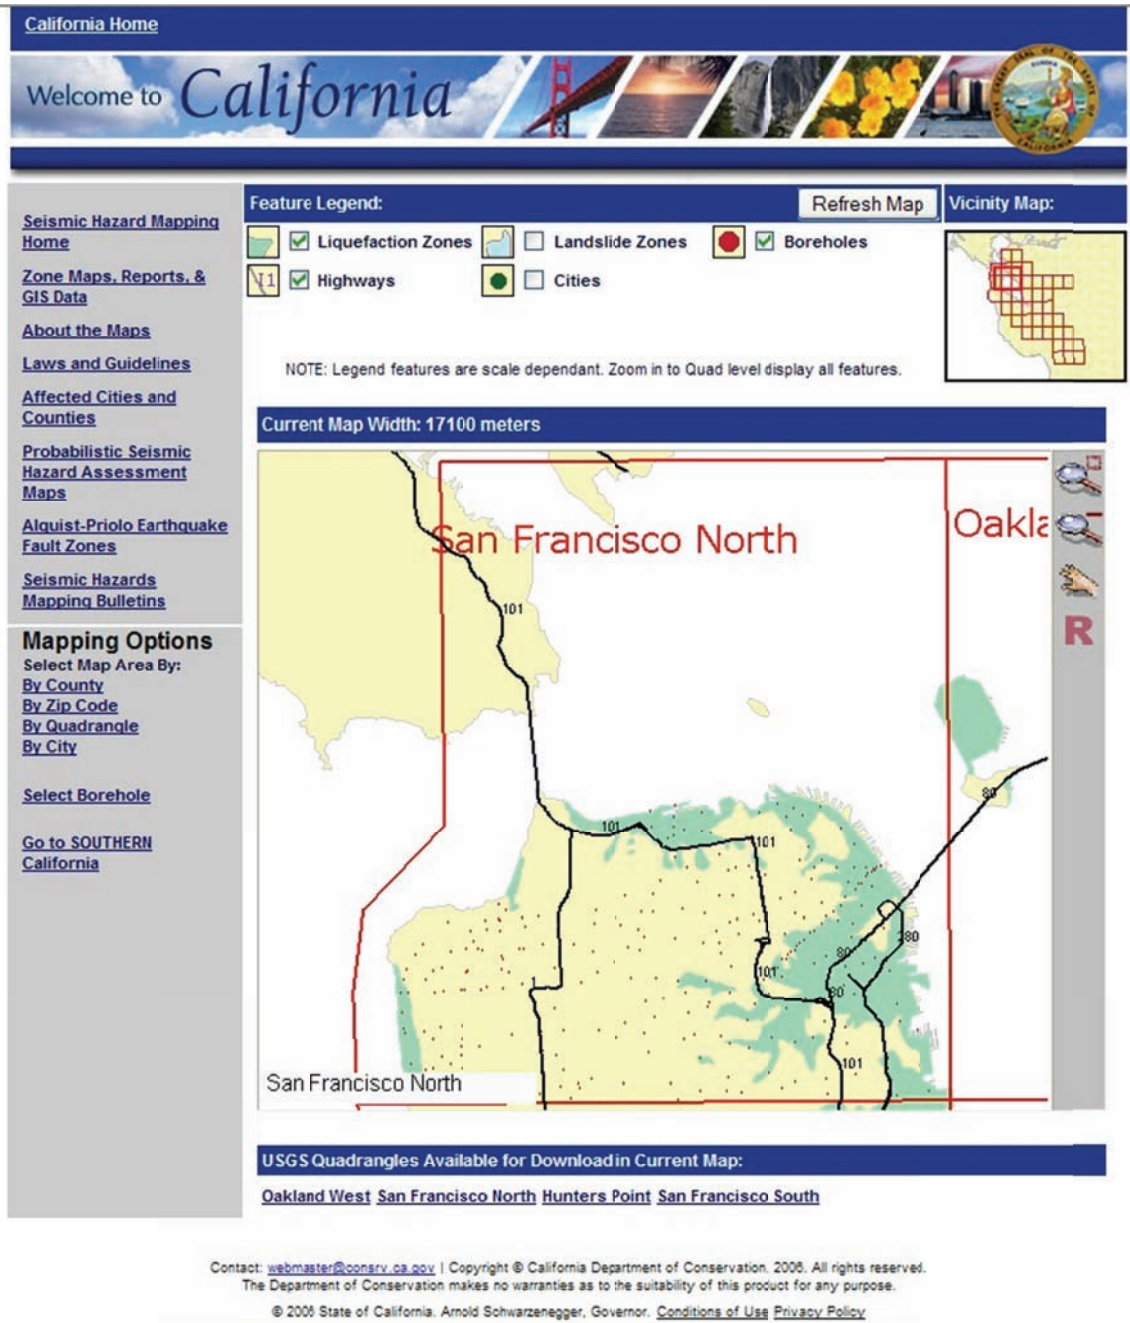 California Home
Welcome to California
Seismic Hazard Mapping
Home
Zone Maps, Reports, &
GIS Data
About the Maps
Laws and Guidelines
Affected Cities and
Counties
Probabilistic Seismic
Hazard Assessment
Maps
Alquist-Priolo Earthquake
Fault Zones
Seismic Hazards
Mapping Bulletins
Mapping Options
Select Map Area By:
By County
By Zip Code
By Quadrangle
By City
Select Borehole
Go to SOUTHERN
California
Feature Legend:
Refresh Map
Vicinity Map:
Liquefaction Zones
Landslide Zones
Boreholes
Highways
Cities
NOTE: Legend features are scale dependant. Zoom in to Quad level display all features.
Current Map Width: 17100 meters
San Francisco North
Oakla
R
101
80
101
101
280
80
101
80
1
101
San Francisco North
USGS Quadrangles Available for Download in Current Map:
Oakland West San Francisco North Hunters Point San Francisco South
Contact: webmaster@consrv.ca.gov | Copyright © California Department of Conservation, 2006. All rights reserved.
The Department of Conservation makes no warranties as to the suitability of this product for any purpose.
© 2006 State of California. Arnold Schwarzenegger, Governor. Conditions of Use Privacy Policy